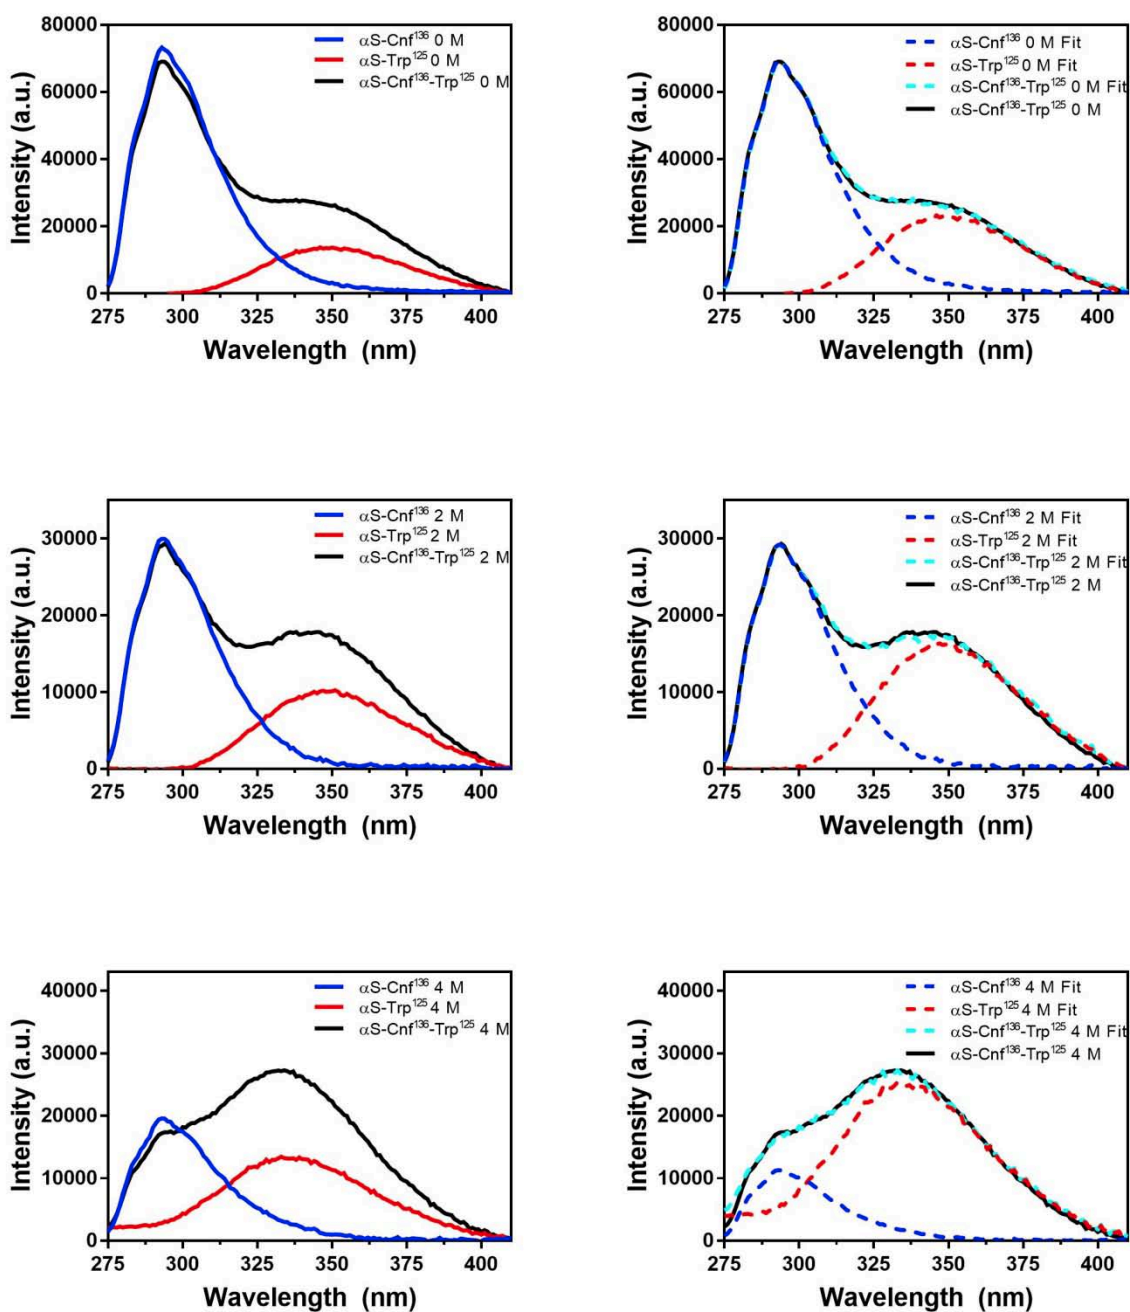 80000
60000
40000
20000
0
Intensity (a.u.)
αS-Cnf¹³⁶ 0 M
αS-Trp¹²⁵ 0 M
αS-Cnf¹³⁶-Trp¹²⁵ 0 M
275 300 325 350 375 400
Wavelength (nm)
80000
60000
40000
20000
0
Intensity (a.u.)
αS-Cnf¹³⁶ 0 M Fit
αS-Trp¹²⁵ 0 M Fit
αS-Cnf¹³⁶-Trp¹²⁵ 0 M Fit
αS-Cnf¹³⁶-Trp¹²⁵ 0 M
275 300 325 350 375 400
Wavelength (nm)
30000
20000
10000
0
Intensity (a.u.)
αS-Cnf¹³⁶ 2 M
αS-Trp¹²⁵ 2 M
αS-Cnf¹³⁶-Trp¹²⁵ 2 M
275 300 325 350 375 400
Wavelength (nm)
30000
20000
10000
0
Intensity (a.u.)
αS-Cnf¹³⁶ 2 M Fit
αS-Trp¹²⁵ 2 M Fit
αS-Cnf¹³⁶-Trp¹²⁵ 2 M Fit
αS-Cnf¹³⁶-Trp¹²⁵ 2 M
275 300 325 350 375 400
Wavelength (nm)
40000
30000
20000
10000
0
Intensity (a.u.)
αS-Cnf¹³⁶ 4 M
αS-Trp¹²⁵ 4 M
αS-Cnf¹³⁶-Trp¹²⁵ 4 M
275 300 325 350 375 400
Wavelength (nm)
40000
30000
20000
10000
0
Intensity (a.u.)
αS-Cnf¹³⁶ 4 M Fit
αS-Trp¹²⁵ 4 M Fit
αS-Cnf¹³⁶-Trp¹²⁵ 4 M Fit
αS-Cnf¹³⁶-Trp¹²⁵ 4 M
275 300 325 350 375 400
Wavelength (nm)